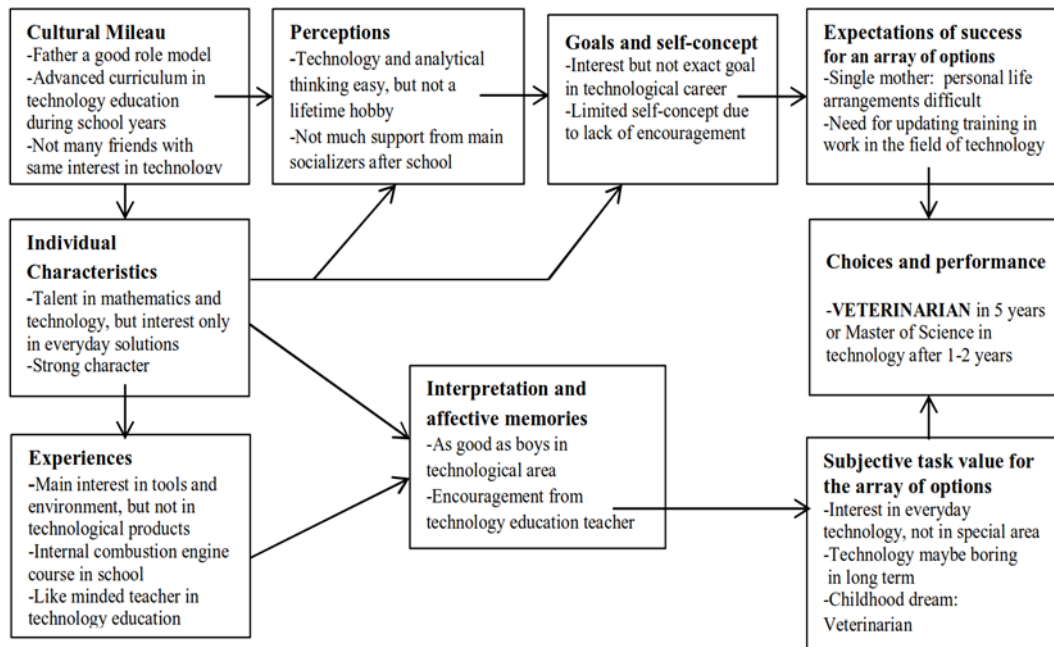 Cultural Mileau
-Father a good role model
-Advanced curriculum in
technology education
during school years
-Not many friends with
same interest in technology
Perceptions
-Technology and analytical
thinking easy, but not a
lifetime hobby
-Not much support from main
socializers after school
Goals and self-concept
-Interest but not exact goal
in technological career
-Limited self-concept due
to lack of encouragement
Expectations of success
for an array of options
-Single mother: personal life
arrangements difficult
-Need for updating training in
work in the field of technology
Individual
Characteristics
-Talent in mathematics and
technology, but interest only
in everyday solutions
-Strong character
Choices and performance
-VETERINARIAN in 5 years
or Master of Science in
technology after 1-2 years
Interpretation and
affective memories
-As good as boys in
technological area
-Encouragement from
technology education teacher
Experiences
-Main interest in tools and
environment, but not in
technological products
-Internal combustion engine
course in school
-Like minded teacher in
technology education
Subjective task value for
the array of options
-Interest in everyday
technology, not in special area
-Technology maybe boring
in long term
-Childhood dream:
Veterinarian